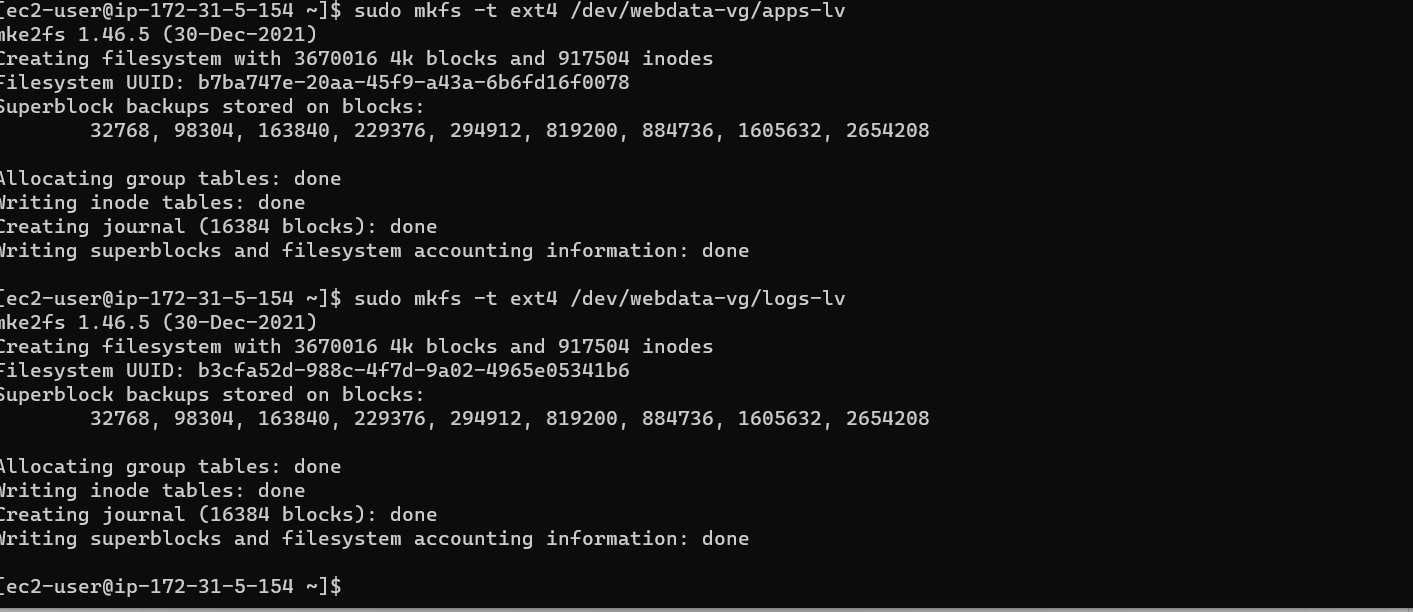 [ec2-user@ip-172-31-5-154 ~]$ sudo mkfs -t ext4 /dev/webdata-vg/apps-lv
mke2fs 1.46.5 (30-Dec-2021)
Creating filesystem with 3670016 4k blocks and 917504 inodes
Filesystem UUID: b7ba747e-20aa-45f9-a43a-6b6fd16f0078
Superblock backups stored on blocks:
        32768, 98304, 163840, 229376, 294912, 819200, 884736, 1605632, 2654208

Allocating group tables: done
Writing inode tables: done
Creating journal (16384 blocks): done
Writing superblocks and filesystem accounting information: done

[ec2-user@ip-172-31-5-154 ~]$ sudo mkfs -t ext4 /dev/webdata-vg/logs-lv
mke2fs 1.46.5 (30-Dec-2021)
Creating filesystem with 3670016 4k blocks and 917504 inodes
Filesystem UUID: b3cfa52d-988c-4f7d-9a02-4965e05341b6
Superblock backups stored on blocks:
        32768, 98304, 163840, 229376, 294912, 819200, 884736, 1605632, 2654208

Allocating group tables: done
Writing inode tables: done
Creating journal (16384 blocks): done
Writing superblocks and filesystem accounting information: done

[ec2-user@ip-172-31-5-154 ~]$